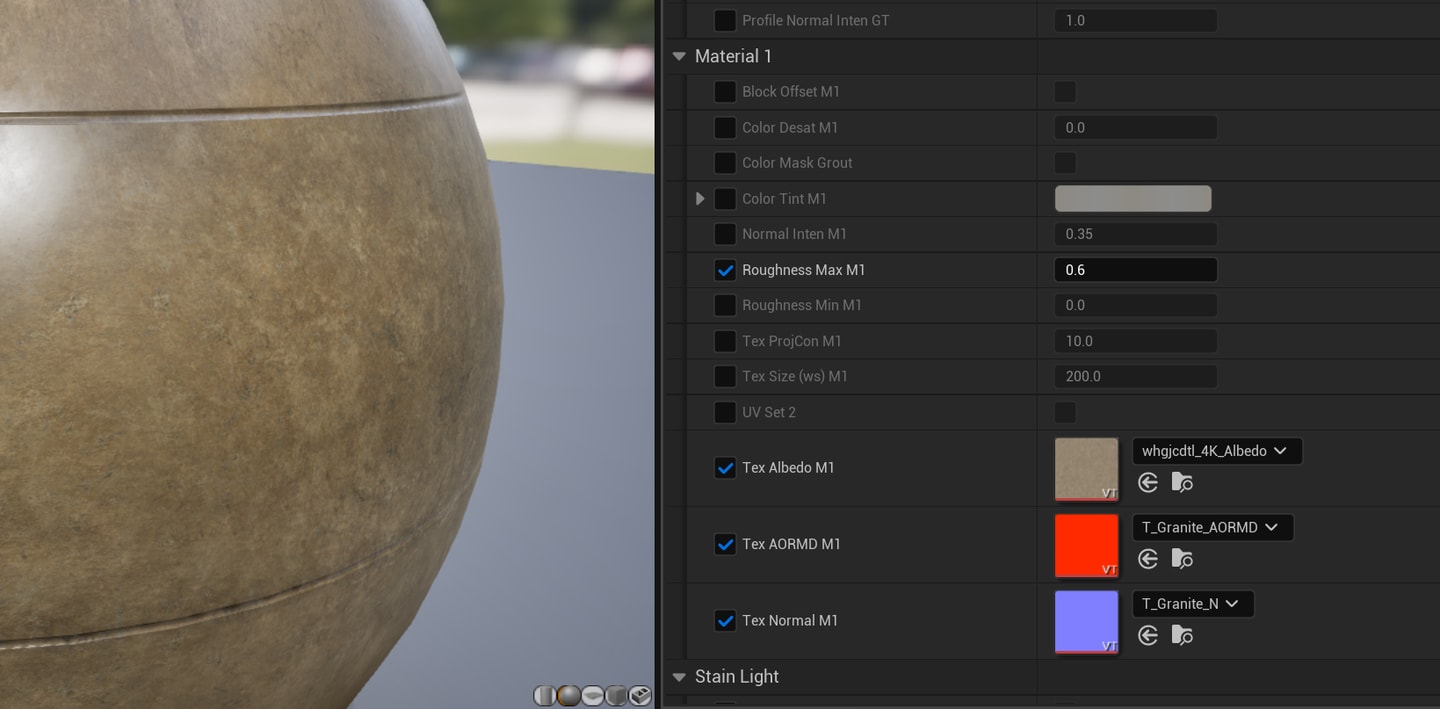 Profile Normal Inten GT 1.0
Material 1
Block Offset M1
Color Desat M1 0.0
Color Mask Grout
Color Tint M1
Normal Inten M1 0.35
Roughness Max M1 0.6
Roughness Min M1 0.0
Tex ProjCon M1 10.0
Tex Size (ws) M1 200.0
UV Set 2
Tex Albedo M1 VT whgjcdtl_4K_Albedo
Tex AORMD M1 VT T_Granite_AORMD
Tex Normal M1 VT T_Granite_N
Stain Light